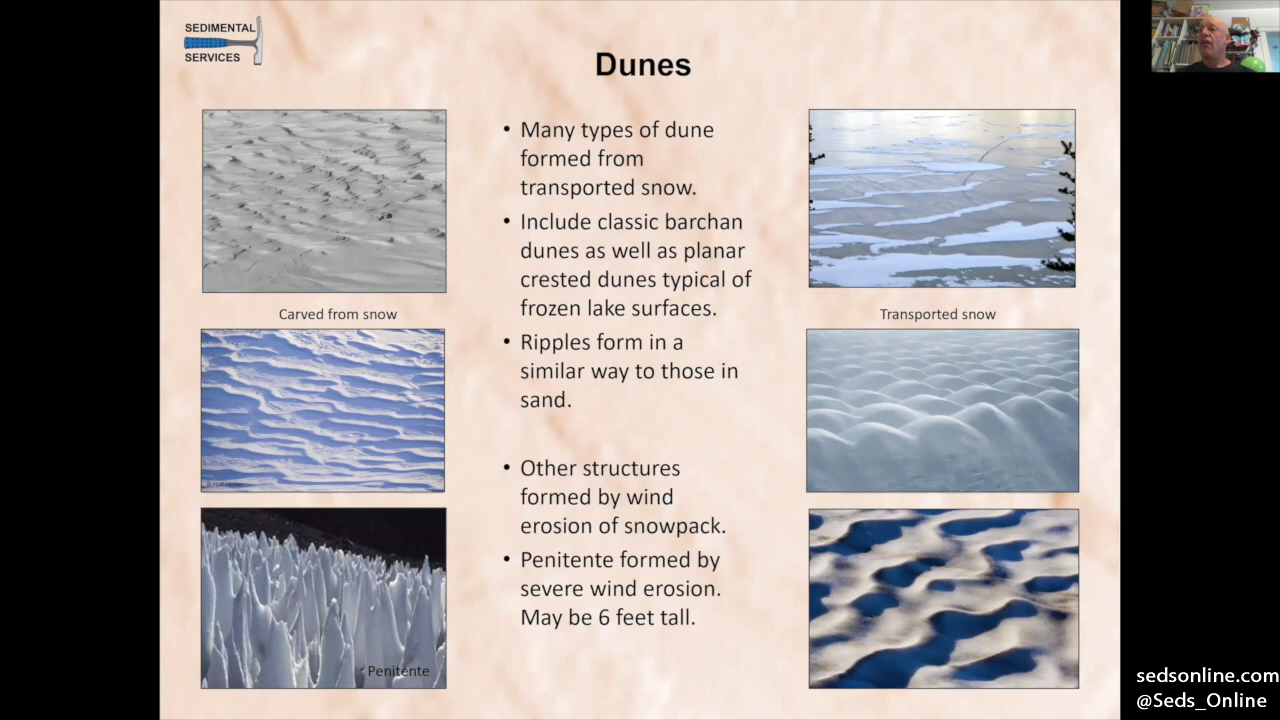 SEDIMENTAL
SERVICES
Dunes
• Many types of dune
formed from
transported snow.
• Include classic barchan
dunes as well as planar
crested dunes typical of
frozen lake surfaces.
• Ripples form in a
similar way to those in
sand.
• Other structures
formed by wind
erosion of snowpack.
• Penitente formed by
severe wind erosion.
May be 6 feet tall.
Carved from snow
Penitente
Transported snow
sedsonline.com
@Seds_Online